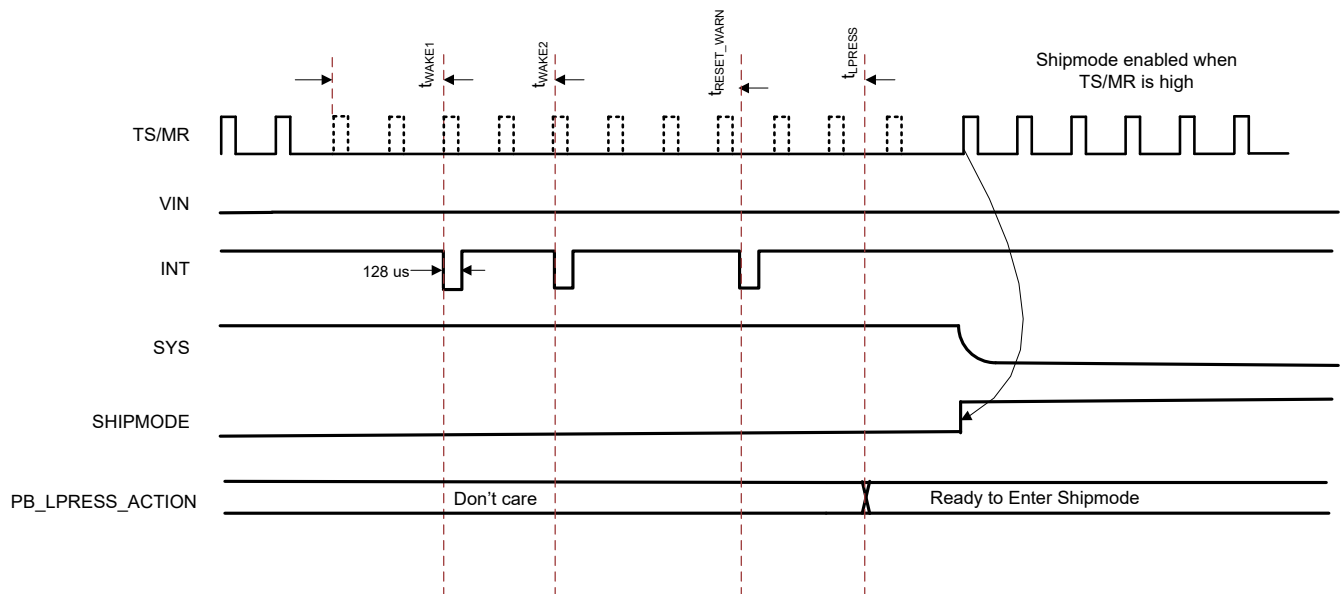 tWAKE1
tWAKE2
tRESET_WARN
tLPRESS
Shipmode enabled when
TS/MR is high
TS/MR
VIN
INT
128 us
SYS
SHIPMODE
PB_LPRESS_ACTION
Don't care
Ready to Enter Shipmode